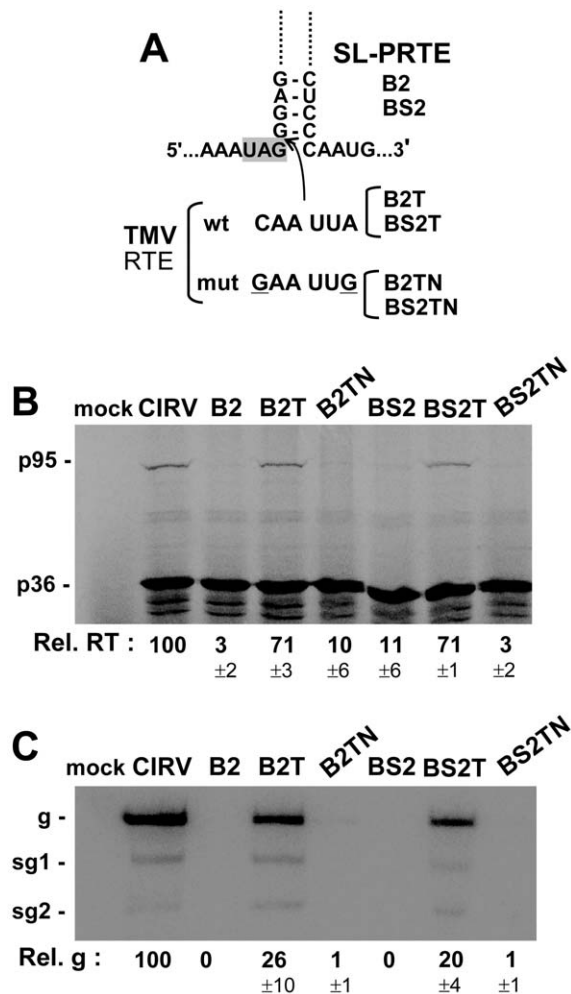 A
SL-PRTE
B2
BS2
G - C
A U
G - C
G - C
5'...AAAUAG CAAUG...3'
TMV
RTE
wt CAA UUA B2T
BS2T
mut GAA UUG B2TN
BS2TN
B
mock CIRV B2 B2T B2TN BS2 BS2T BS2TN
p95 -
p36 -
Rel. RT : 100 3 71 10 11 71 3
±2 ±3 ±6 ±6 ±1 ±2
C
mock CIRV B2 B2T B2TN BS2 BS2T BS2TN
g -
sg1 -
sg2 -
Rel. g : 100 0 26 1 0 20 1
±10 ±1 ±4 ±1